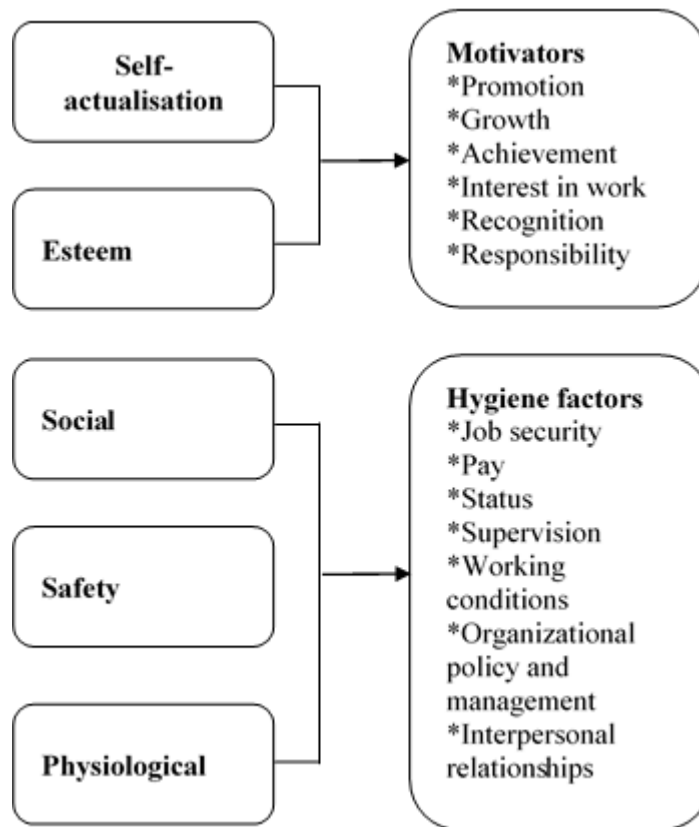 Self-
actualisation
Esteem
Motivators
*Promotion
*Growth
*Achievement
*Interest in work
*Recognition
*Responsibility
Social
Safety
Physiological
Hygiene factors
*Job security
*Pay
*Status
*Supervision
*Working
conditions
*Organizational
policy and
management
*Interpersonal
relationships